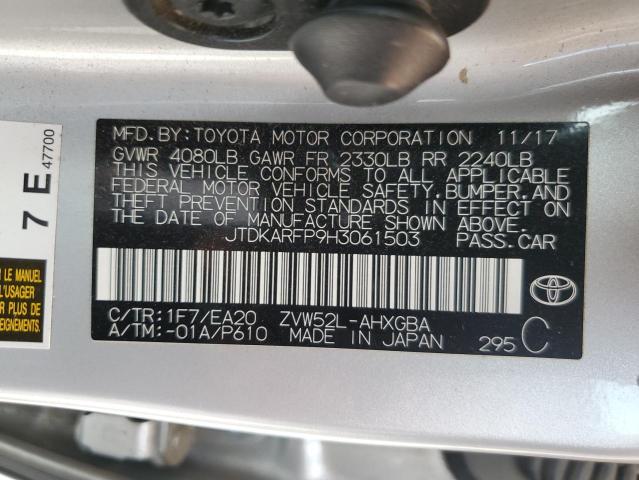 MFD.BY:TOYOTA MOTOR CORPORATION 11/17
GVWR 4080LB GAWR FR 2330LB RR 2240LB
THIS VEHICLE CONFORMS TO ALL APPLICABLE
FEDERAL MOTOR VEHICLE SAFETY,BUMPER,AND
THEFT PREVENTION STANDARDS IN EFFECT ON
THE DATE OF MANUFACTURE SHOWN ABOVE.
JTDKARFP9H3061503 PASS.CAR
C/TR:1F7/EA20 ZVW52L-AHXGBA
A/TM:-01A/P610 MADE IN JAPAN 295 C
7 E 47700
LE MANUEL
L'USAGER
R PLUS DE
EIGNEMENTS.